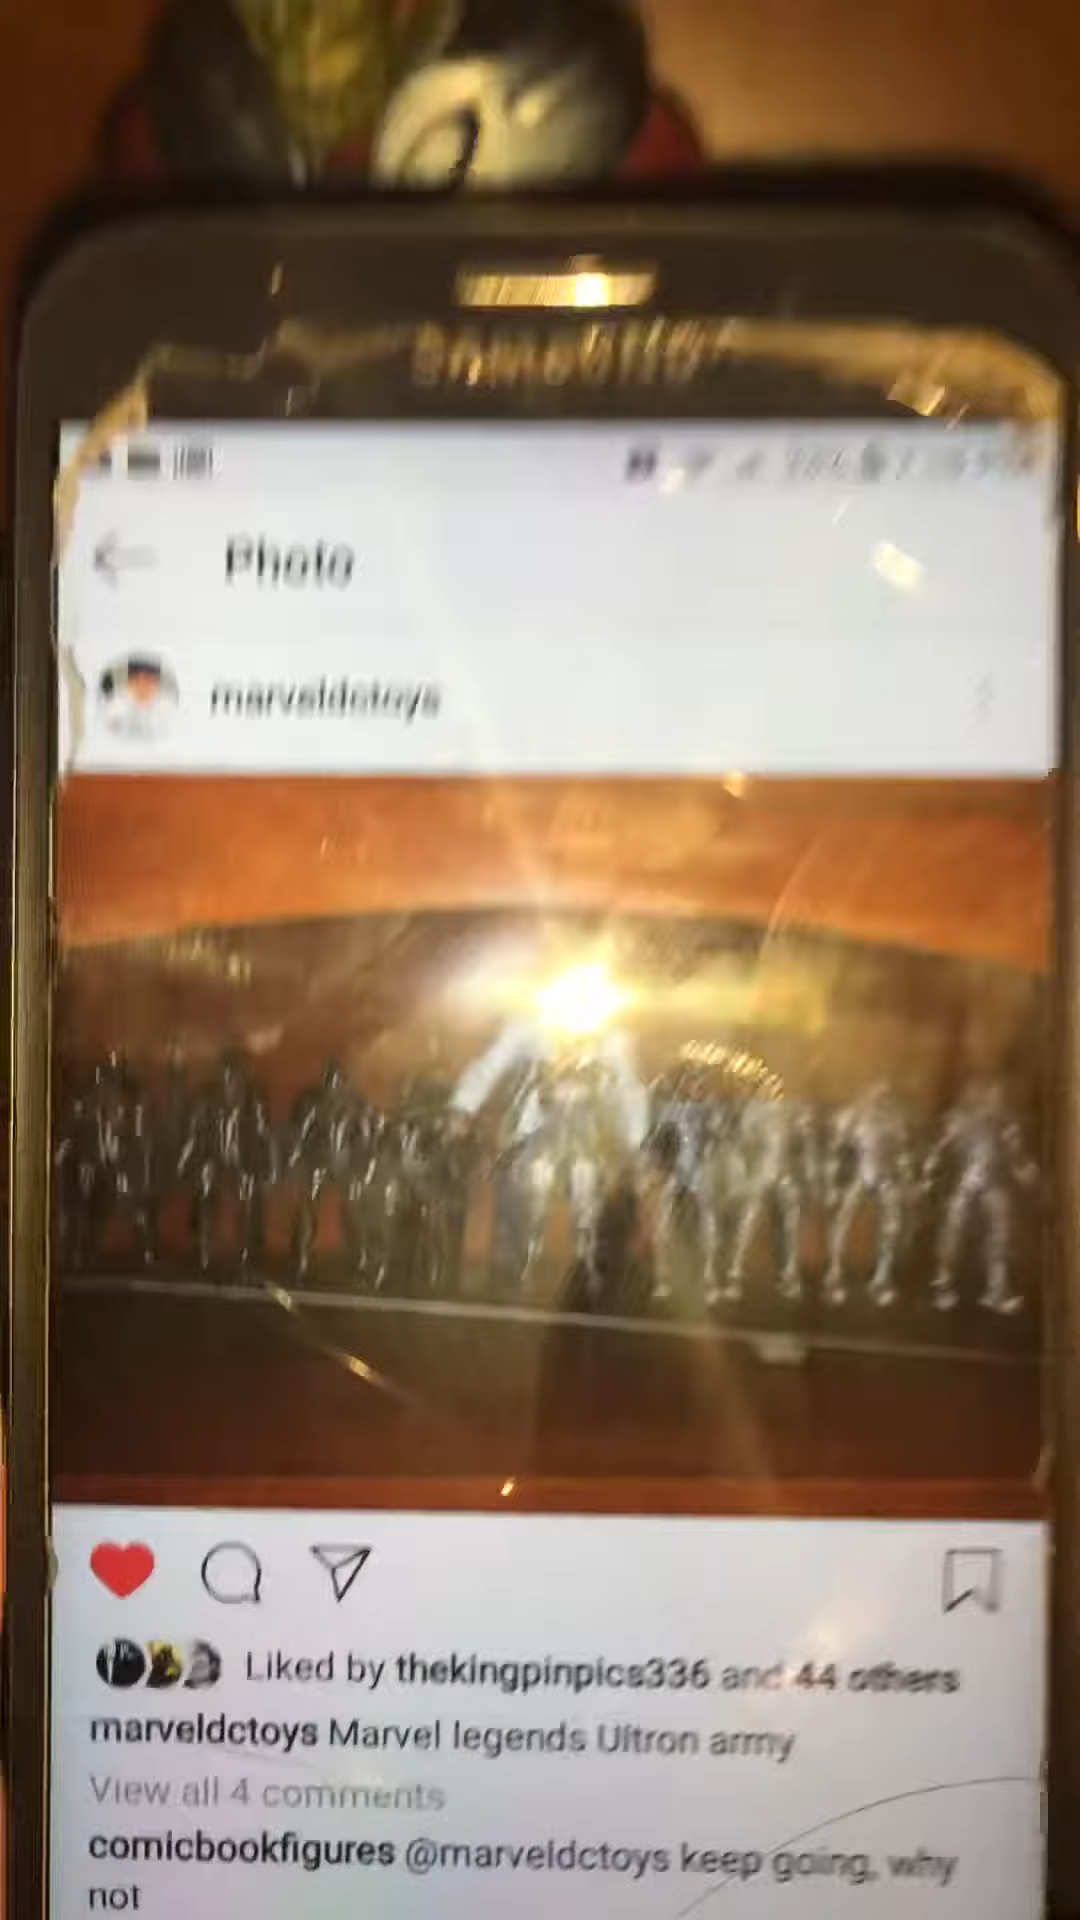 Photo
marveldctoys
Liked by thekingpinpics336 and 44 others
marveldctoys Marvel legends Ultron army
View all 4 comments
comicbookfigures @marveldctoys keep going, why
not